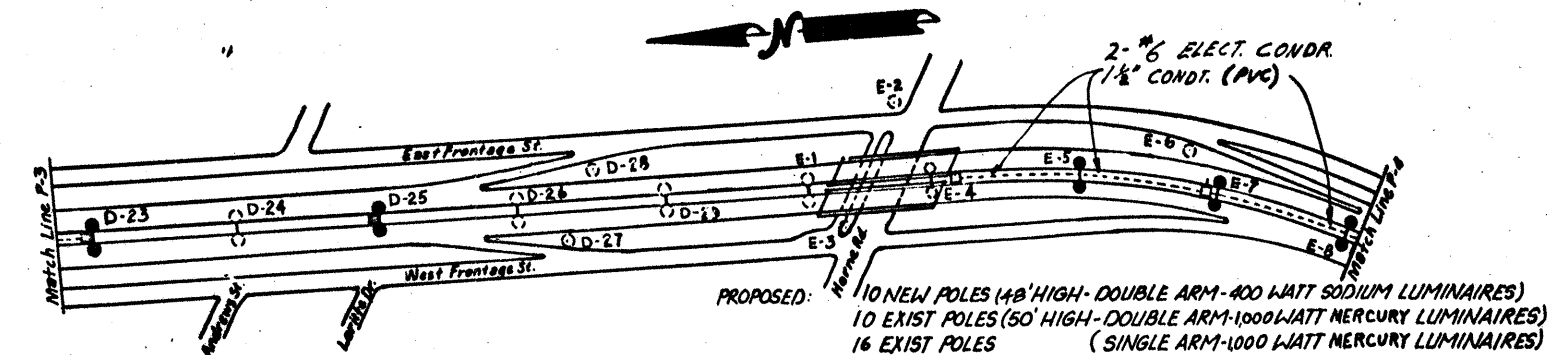 N
2-#6 ELECT. CONDR.
1½" CONDT. (PVC)
E-2
East Frontage St.
D-28
E-1
E-6
E-5
E-7
Match Line P-3
D-23
D-24
D-25
D-26
E-4
D-27
E-3
Horne Rd.
E-8
Match Line P-4
West Frontage St.
Andrews St.
PROPOSED: 10 NEW POLES (48' HIGH-DOUBLE ARM-400 WATT SODIUM LUMINAIRES)
10 EXIST POLES (50' HIGH-DOUBLE ARM-1,000 WATT MERCURY LUMINAIRES)
16 EXIST POLES (SINGLE ARM-1,000 WATT MERCURY LUMINAIRES)